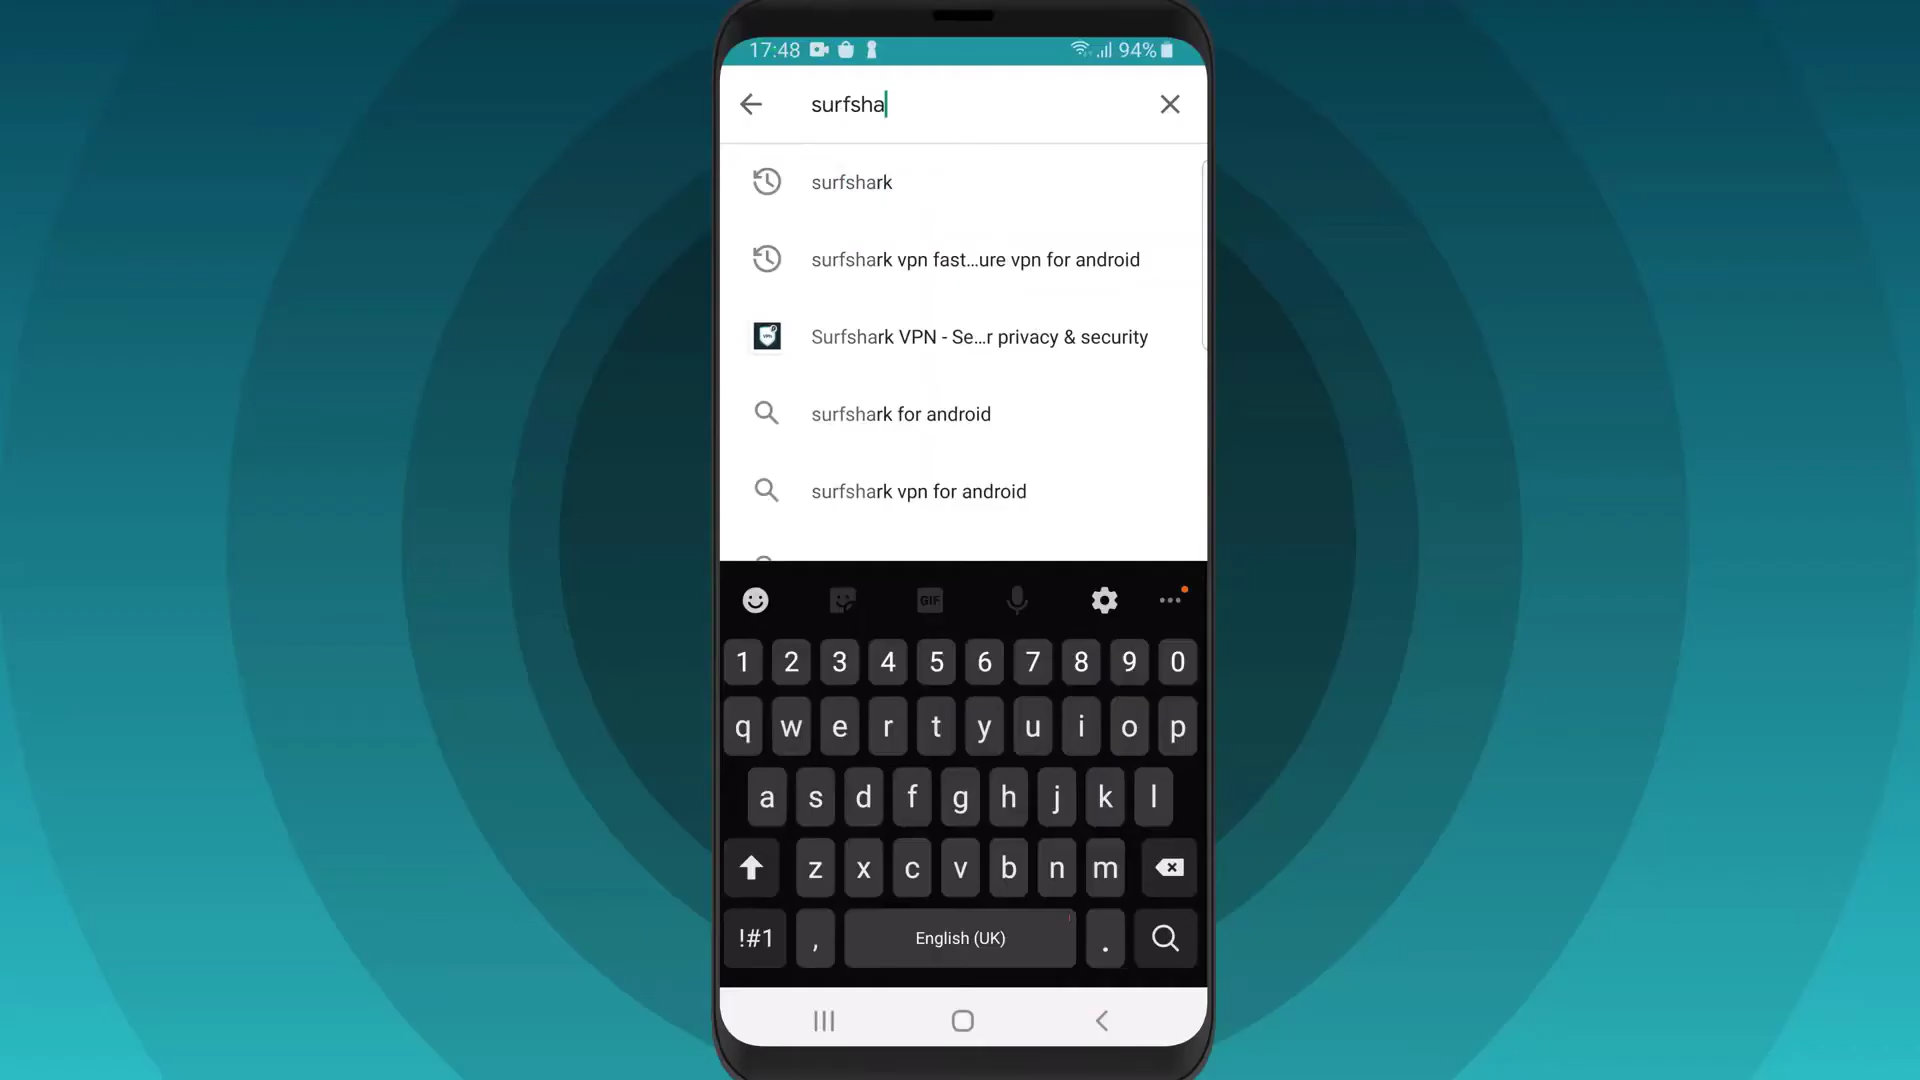 17:48 94%
surfsha
surfshark
surfshark vpn fast...ure vpn for android
Surfshark VPN - Se...r privacy & security
surfshark for android
surfshark vpn for android
GIF
1 2 3 4 5 6 7 8 9 0
q w e r t y u i o p
a s d f g h j k l
z x c v b n m
!#1 , English (UK) .